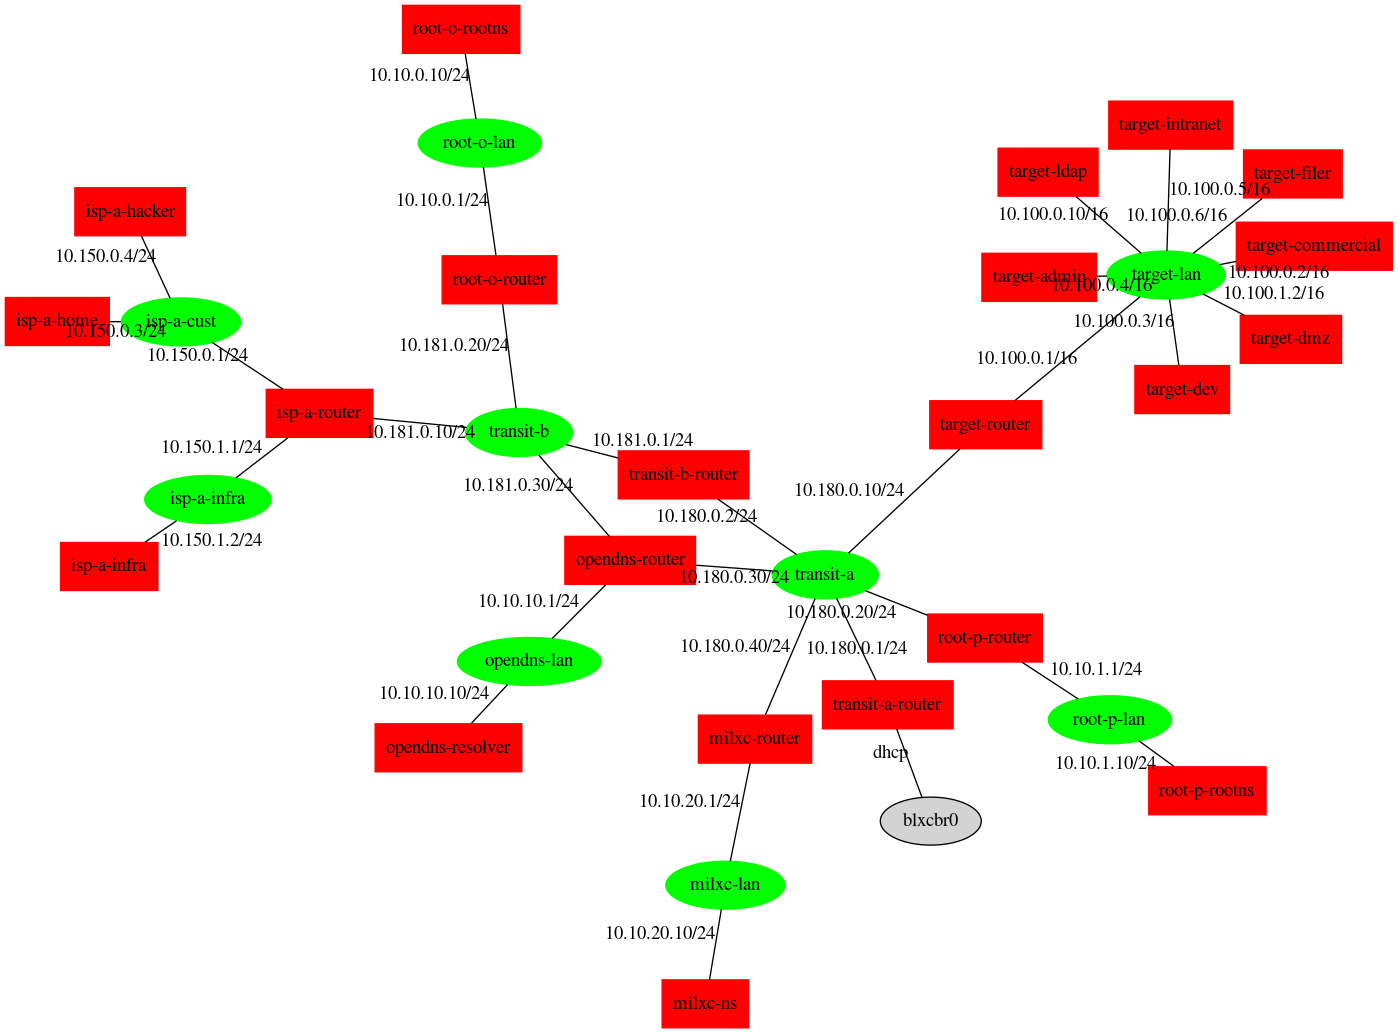 root-o-rootns
10.10.0.10/24
root-o-lan
10.10.0.1/24
root-o-router
10.181.0.20/24
isp-a-hacker
10.150.0.4/24
isp-a-home
10.150.0.3/24
isp-a-cust
10.150.0.1/24
isp-a-router
10.181.0.10/24
transit-b
10.181.0.1/24
transit-b-router
10.150.1.1/24
isp-a-infra
10.150.1.2/24
isp-a-infra
10.181.0.30/24
10.180.0.2/24
opendns-router
10.180.0.30/24
transit-a
10.10.10.1/24
opendns-lan
10.10.10.10/24
opendns-resolver
target-intranet
target-ldap
target-filer
10.100.0.5/16
10.100.0.10/16
10.100.0.6/16
target-commercial
target-admin
target-lan
10.100.0.2/16
10.100.0.4/16
10.100.1.2/16
10.100.0.3/16
target-dmz
10.100.0.1/16
target-dev
target-router
10.180.0.10/24
10.180.0.20/24
root-p-router
10.180.0.40/24
10.180.0.1/24
10.10.1.1/24
transit-a-router
root-p-lan
milxc-router
dhcp
10.10.1.10/24
root-p-rootns
10.10.20.1/24
blxcbr0
milxc-lan
10.10.20.10/24
milxc-ns